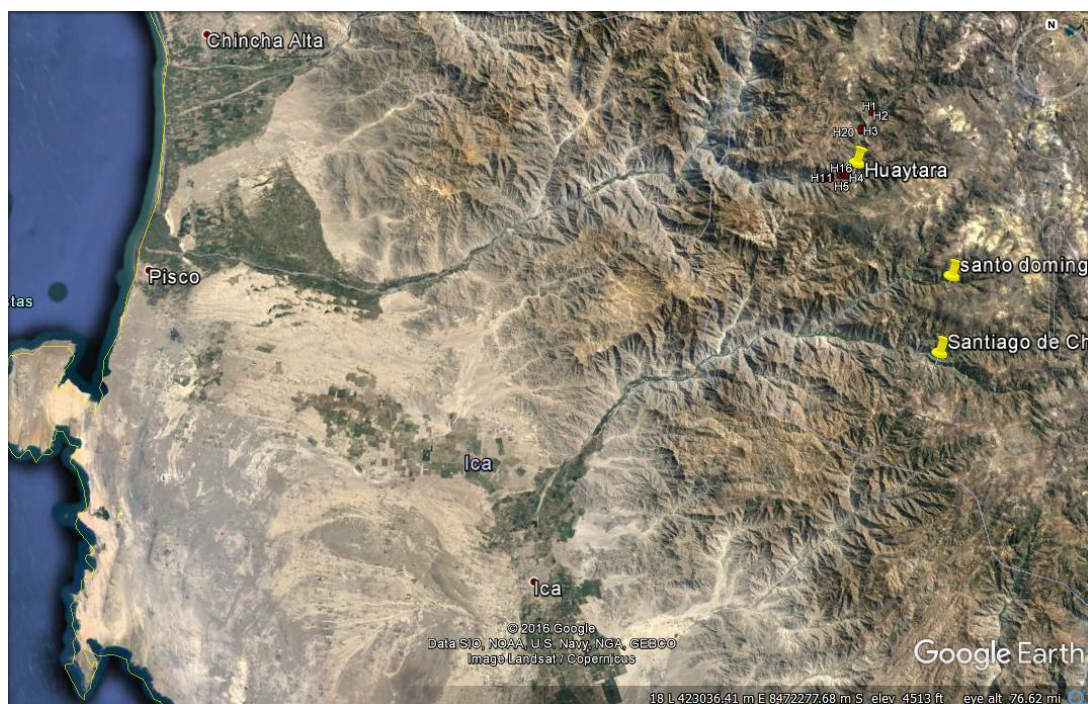 N
Chincha Alta
H1
H2
H20 H3
H16
Huaytara
H11 H4
H5
santo doming
Pisco
stas
Santiago de Ch
Ica
Ica
© 2016 Google
Data SIO, NOAA, U.S. Navy, NGA, GEBCO
Image Landsat / Copernicus
Google Earth
18 L 423036.41 m E 8472277.68 m S elev 4513 ft eye alt 76.62 mi